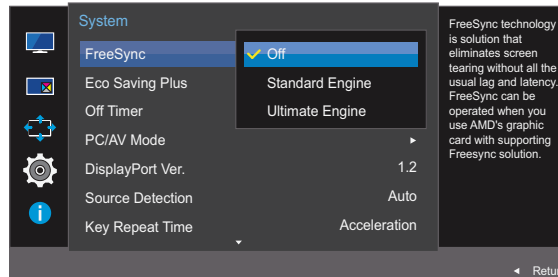 System
FreeSync
Off
Eco Saving Plus
Standard Engine
Off Timer
Ultimate Engine
PC/AV Mode
DisplayPort Ver.
1.2
Source Detection
Auto
Key Repeat Time
Acceleration
FreeSync technology
is solution that
eliminates screen
tearing without all the
usual lag and latency.
FreeSync can be
operated when you
use AMD's graphic
card with supporting
Freesync solution.
Retu